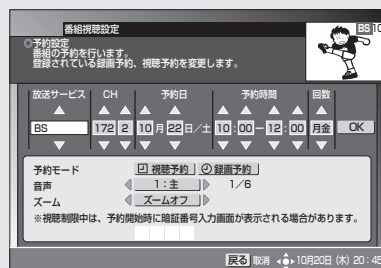 番組視聴設定
BS 10
◎予約設定
番組の予約を行います。
登録されている録画予約、視聴予約を変更します。
放送サービス CH 予約日 予約時間 回数
BS 172 2 10月22日/土 10:00-12:00 月金 OK
予約モード 視聴予約 録画予約
音声 1:主 1/6
ズーム ズームオフ
※視聴制限中は、予約開始時に暗証番号入力画面が表示される場合があります。
戻る 取消 10月20日(木) 20:45